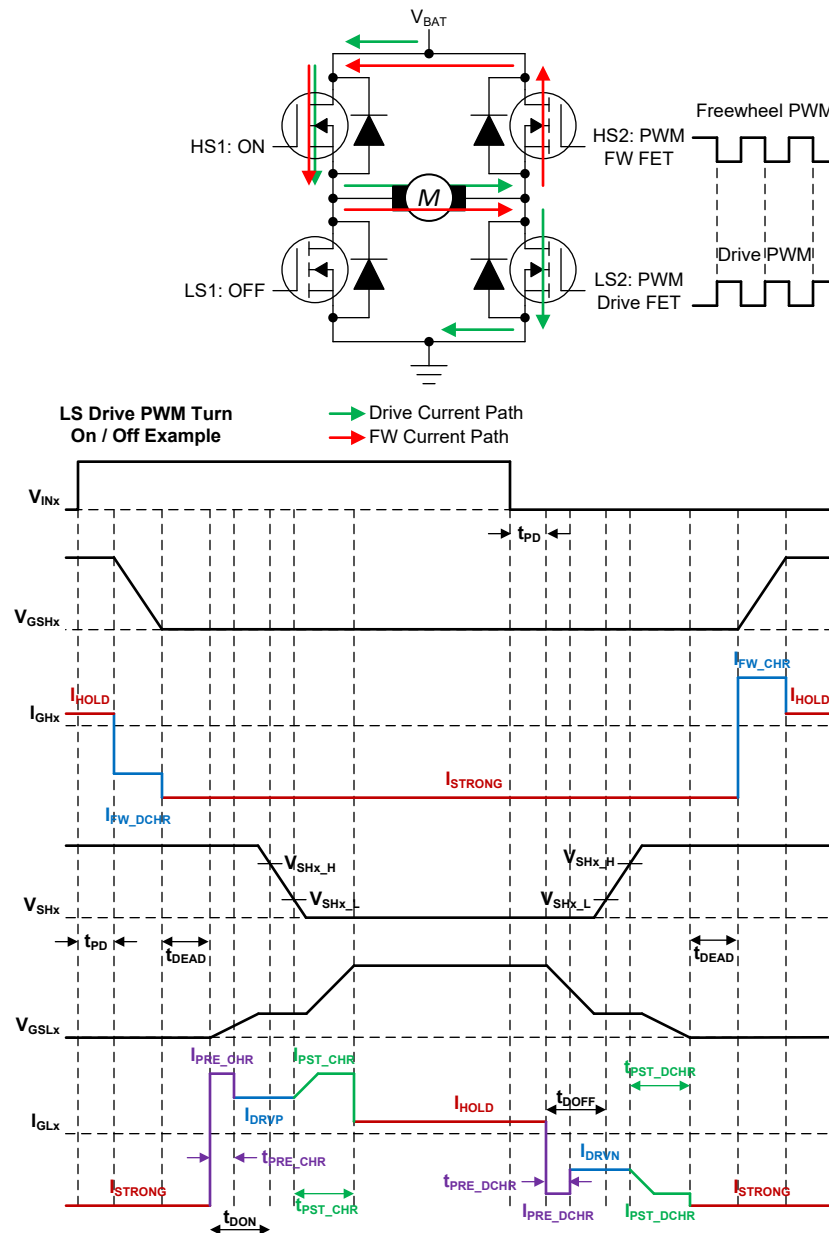 VBAT
Freewheel PWM
HS1: ON
HS2: PWM
FW FET
M
Drive PWM
LS1: OFF
LS2: PWM
Drive FET
LS Drive PWM Turn
On / Off Example
Drive Current Path
FW Current Path
VINx
tPD
VGSHx
IFW_CHR
IHOLD
IHOLD
IGHx
ISTRONG
IFW_DCHR
VSHx_H
VSHx_H
VSHx_L
VSHx_L
VSHx
tPD
tDEAD
tDEAD
VGSLx
IPRE_CHR
IPST_CHR
tPST_DCHR
IHOLD
tDOFF
IGLx
IDRVP
IDRVN
tPRE_CHR
tPRE_DCHR
ISTRONG
tPST_CHR
IPRE_DCHR
IPST_DCHR
ISTRONG
tDON